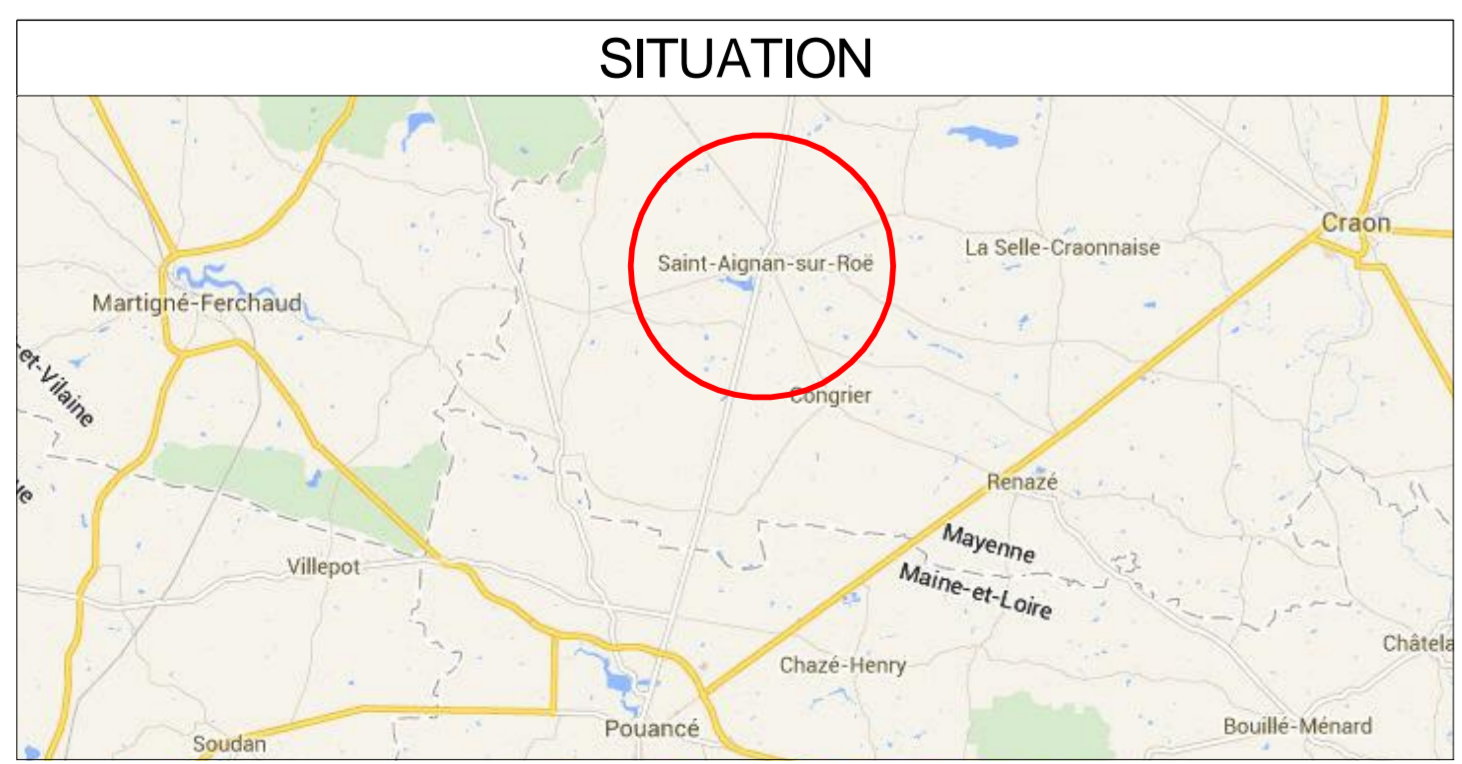 SITUATION
Craon
La Selle-Craonnaise
Saint-Aignan-sur-Roë
Martigné-Ferchaud
et-Vilaine
Congrier
Renazé
Mayenne
Villepot
Maine-et-Loire
Châtela
Chazé-Henry
Pouancé
Bouillé-Ménard
Soudan